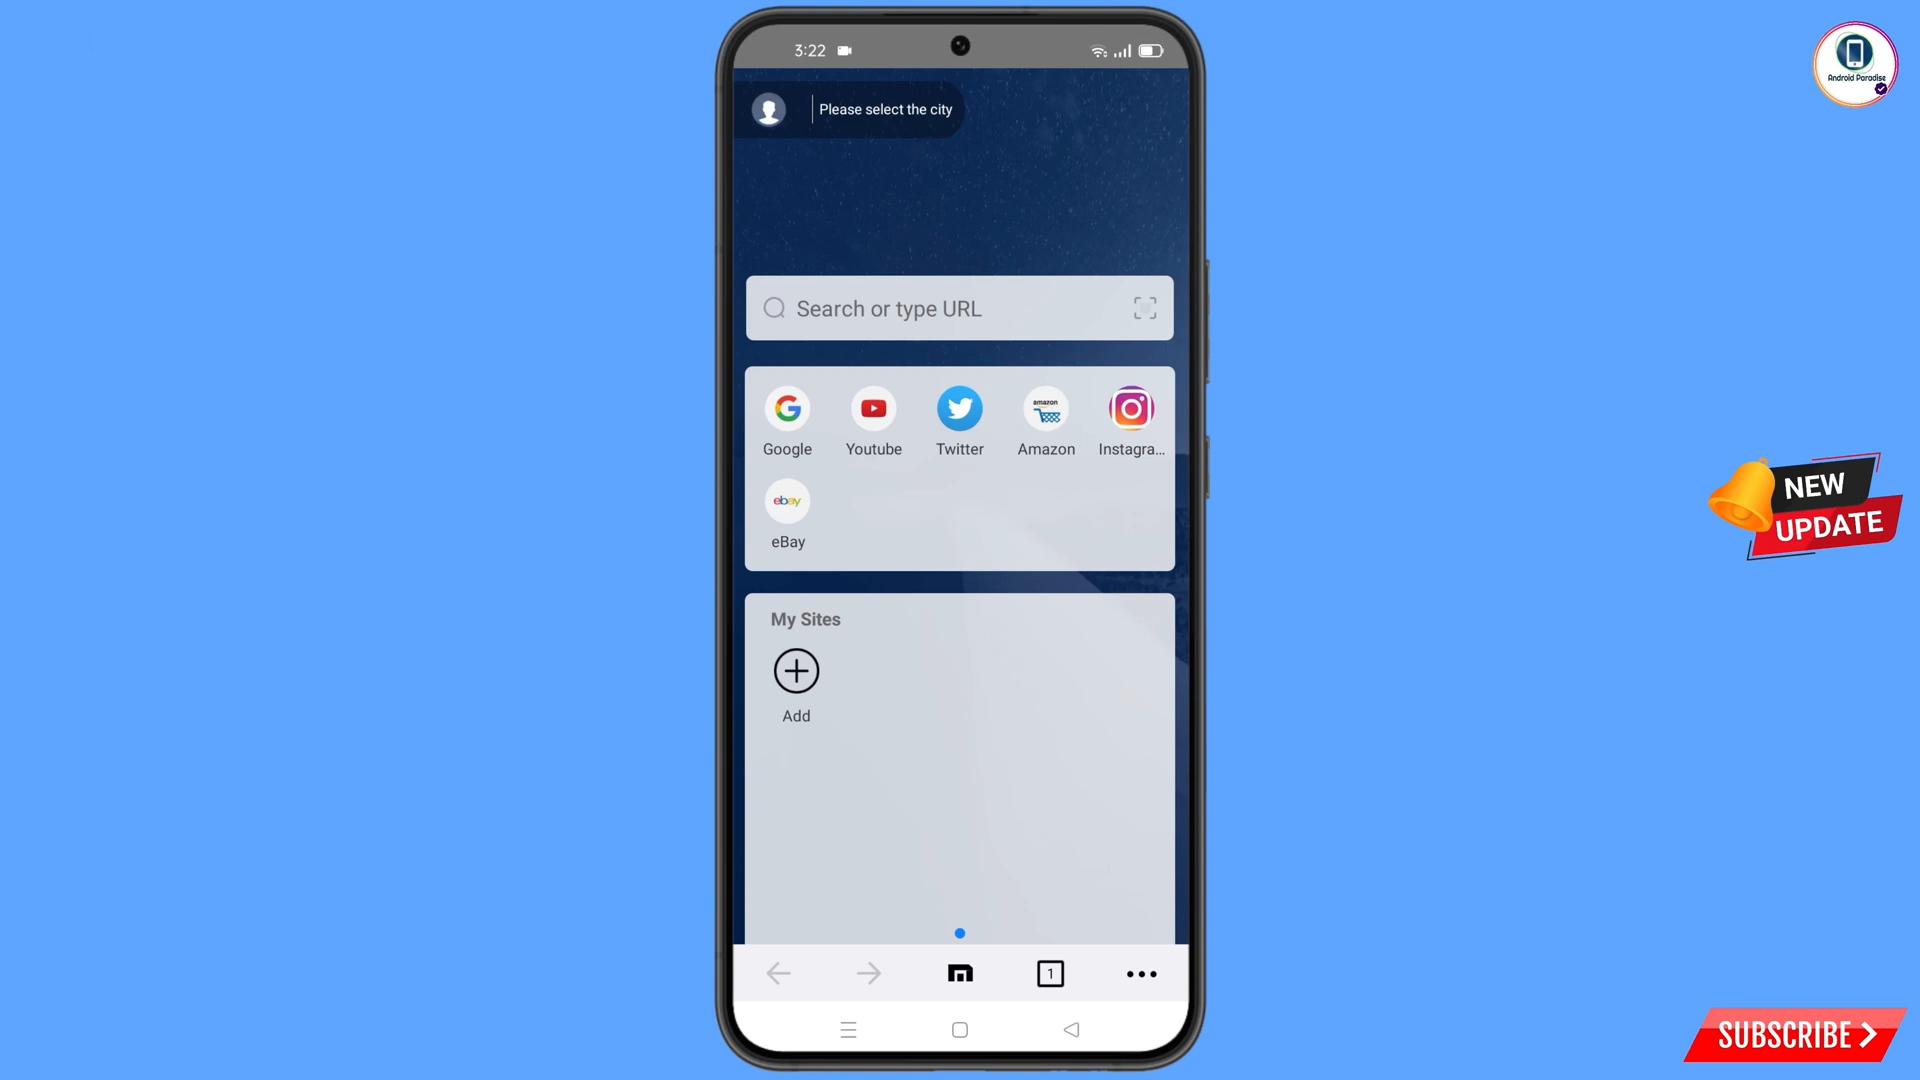 3:22
Please select the city
Search or type URL
Google
Youtube
Twitter
amazon
Amazon
Instagra...
ebay
eBay
My Sites
Add
1
Android Paradise
NEW
UPDATE
SUBSCRIBE